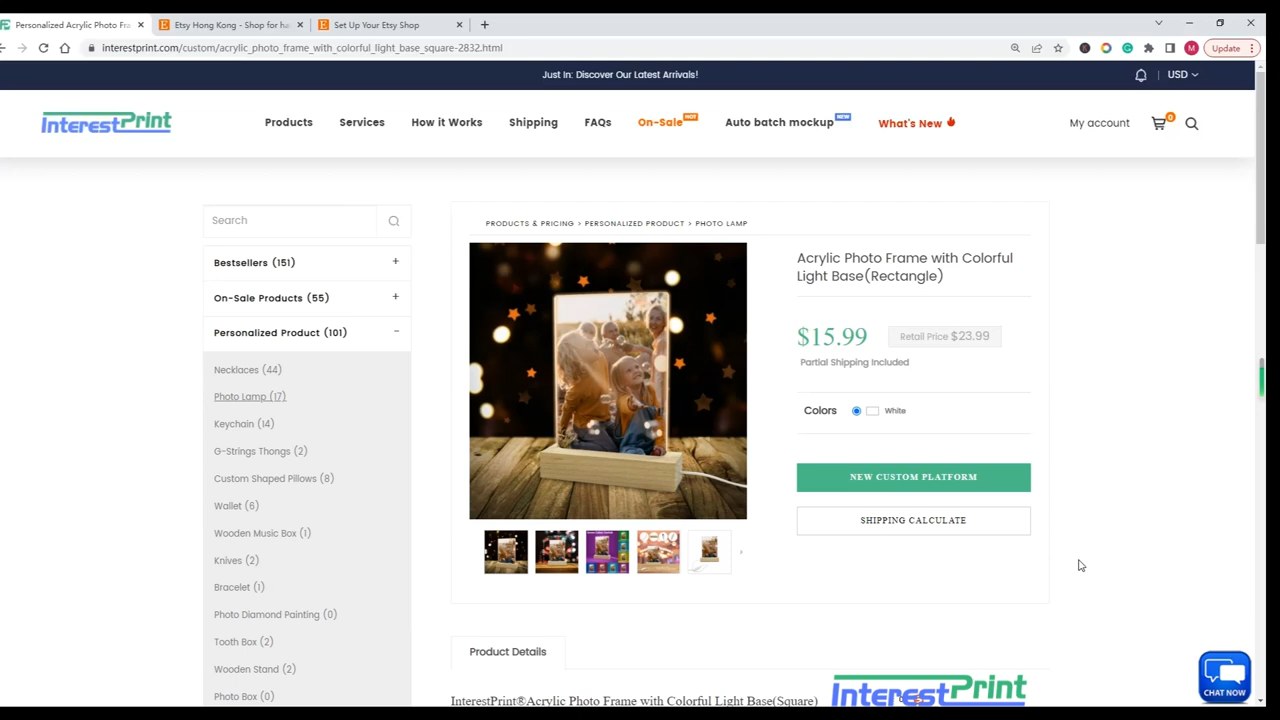 Personalized Acrylic Photo Fra
Etsy Hong Kong - Shop for ha
Set Up Your Etsy Shop
interestprint.com/custom/acrylic_photo_frame_with_colorful_light_base_square-2832.html
M
Update
Just In: Discover Our Latest Arrivals!
USD
InterestPrint
Products
Services
How it Works
Shipping
FAQs
On-Sale
HOT
Auto batch mockup
NEW
What's New
My account
0
Search
Bestsellers (151)
On-Sale Products (55)
Personalized Product (101)
Necklaces (44)
Photo Lamp (17)
Keychain (14)
G-Strings Thongs (2)
Custom Shaped Pillows (8)
Wallet (6)
Wooden Music Box (1)
Knives (2)
Bracelet (1)
Photo Diamond Painting (0)
Tooth Box (2)
Wooden Stand (2)
Photo Box (0)
PRODUCTS & PRICING > PERSONALIZED PRODUCT > PHOTO LAMP
Acrylic Photo Frame with Colorful
Light Base(Rectangle)
$15.99
Retail Price $23.99
Partial Shipping Included
Colors
White
NEW CUSTOM PLATFORM
SHIPPING CALCULATE
Product Details
InterestPrint®Acrylic Photo Frame with Colorful Light Base(Square)
InterestPrint
CHAT NOW